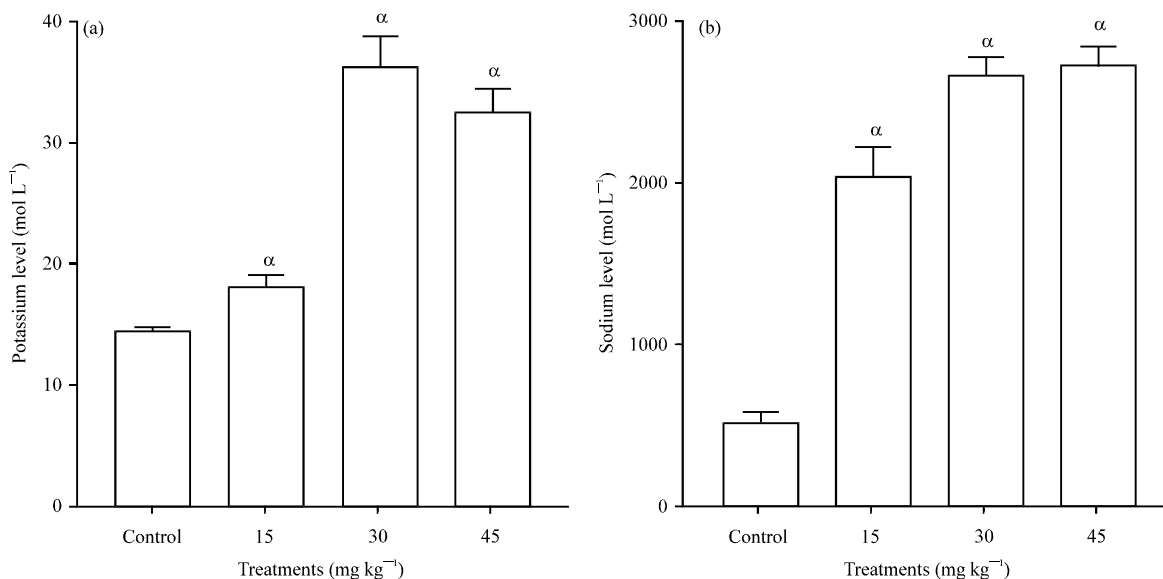 (a)
Potassium level (mol L⁻¹)
40
30
20
10
0
α
α
α
Control 15 30 45
Treatments (mg kg⁻¹)
(b)
Sodium level (mol L⁻¹)
3000
2000
1000
0
α
α
α
Control 15 30 45
Treatments (mg kg⁻¹)